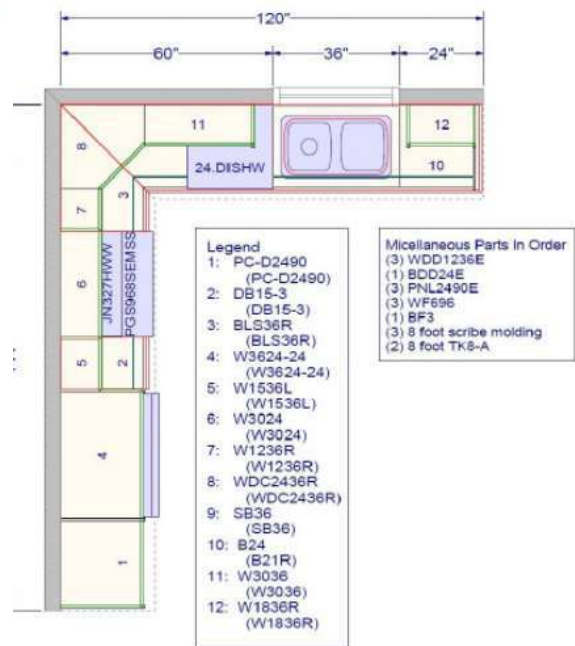 120"
60"
36"
24"
11
12
8
24.DIISHW
10
3
7
JN327HWW
PGS968SEMSS
6
5
2
4
1
Legend
1: PC-D2490
(PC-D2490)
2: DB15-3
(DB15-3)
3: BLS36R
(BLS36R)
4: W3624-24
(W3624-24)
5: W1536L
(W1536L)
6: W3024
(W3024)
7: W1236R
(W1236R)
8: WDC2436R
(WDC2436R)
9: SB36
(SB36)
10: B24
(B21R)
11: W3036
(W3036)
12: W1836R
(W1836R)
Micellaneous Parts In Order
(3) WDD1236E
(1) BDD24E
(3) PNL2490E
(3) WF696
(1) BF3
(3) 8 foot scribe molding
(2) 8 foot TK8-A